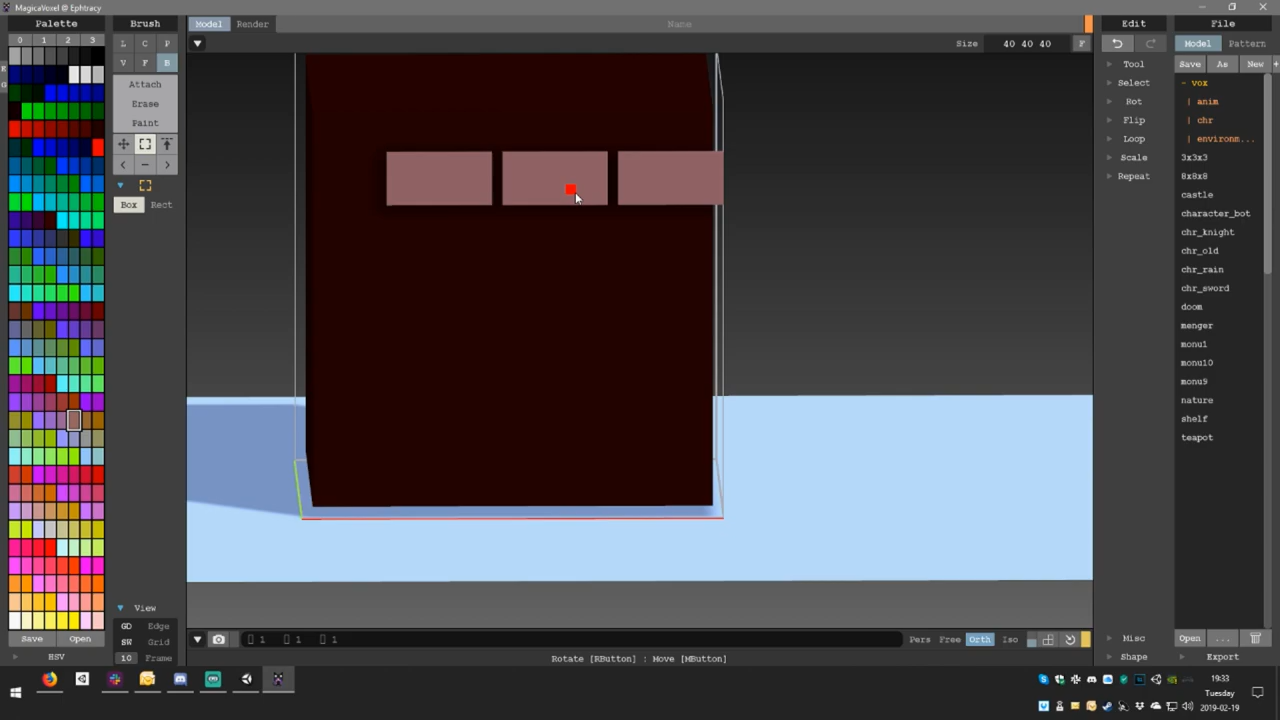 MagicaVoxel @ Ephtracy
Palette
0 1 2 3
Save Open
HSV
Brush
L C P
V F B
Attach
Erase
Paint
Box Rect
View
GD Edge
SW Grid
10 Frame
Model Render Name
Size 40 40 40 F
1 1 1
Pers Free Orth Iso
Rotate [RButton] : Move [MButton]
Edit
Tool
Select
Rot
Flip
Loop
Scale
Repeat
Misc
Shape
File
Model Pattern
Save As New +
- vox
| anim
| chr
| environm...
3x3x3
8x8x8
castle
character_bot
chr_knight
chr_old
chr_rain
chr_sword
doom
menger
monu1
monu10
monu9
nature
shelf
teapot
Open ...
Export
19:33
Tuesday
2019-02-19